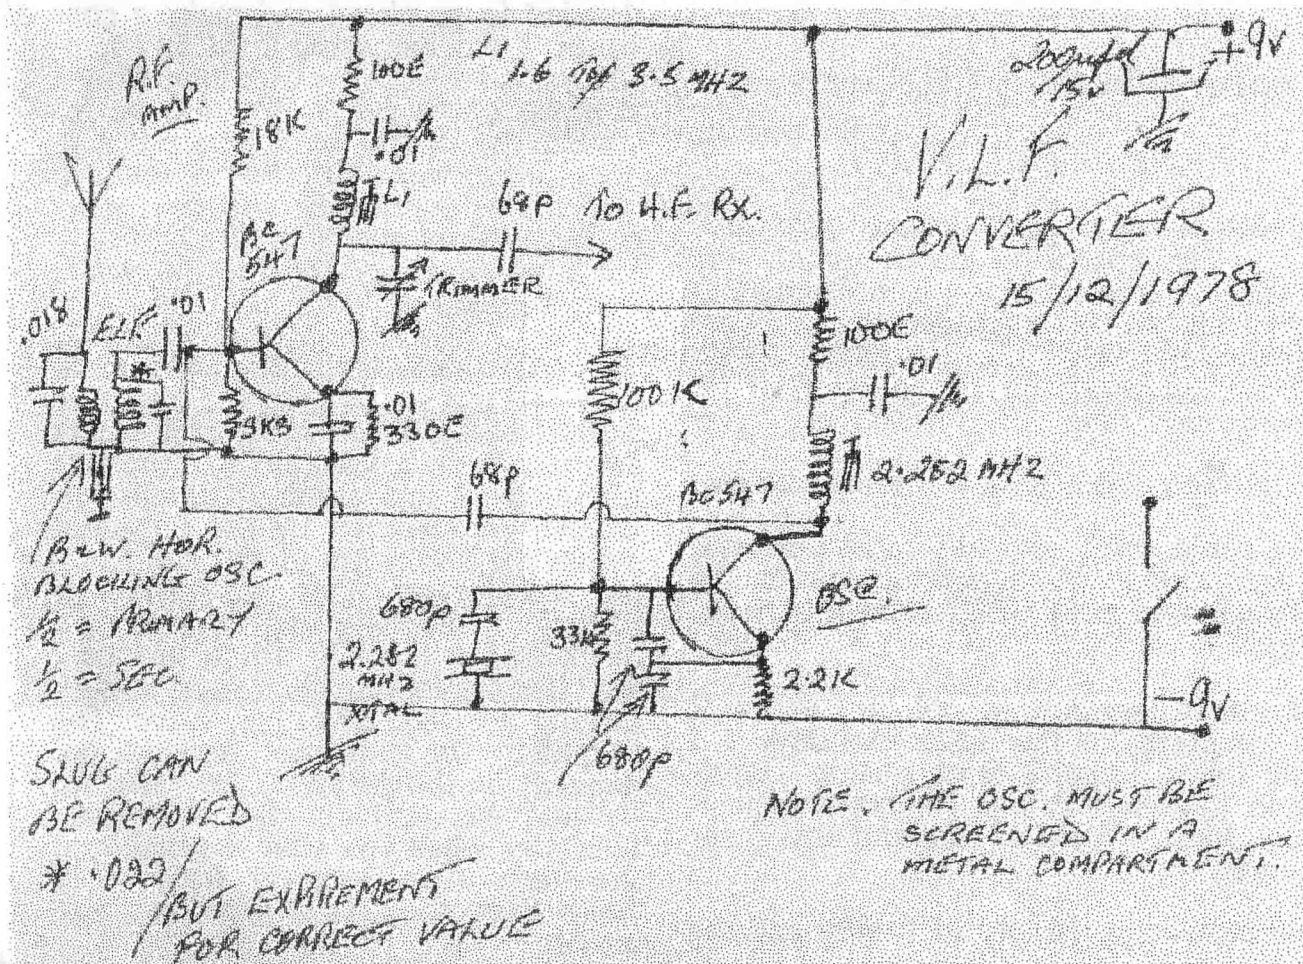 R.F.
AMP.
100E
L1
1.6 TO 3.5 MHZ
200µfd
15v
+ 9v
18K
.01
L1
68P TO H.F. RX.
V.L.F.
CONVERTER
15/12/1978
BC
547
TRIMMER
.018
ELF
.01
*
100E
.01
100K
3K3
.01
330E
2.282 MHZ
68P
BC547
B&W. HOR.
BLOCKING OSC.
1/2 = PRIMARY
1/2 = SEC.
OSC.
680p
33K
2.282
MHZ
XTAL
2.2K
680p
- 9v
SLUG CAN
BE REMOVED
* .022
BUT EXPIREMENT
FOR CORRECT VALUE
NOTE. THE OSC. MUST BE
SCREENED IN A
METAL COMPARTMENT.